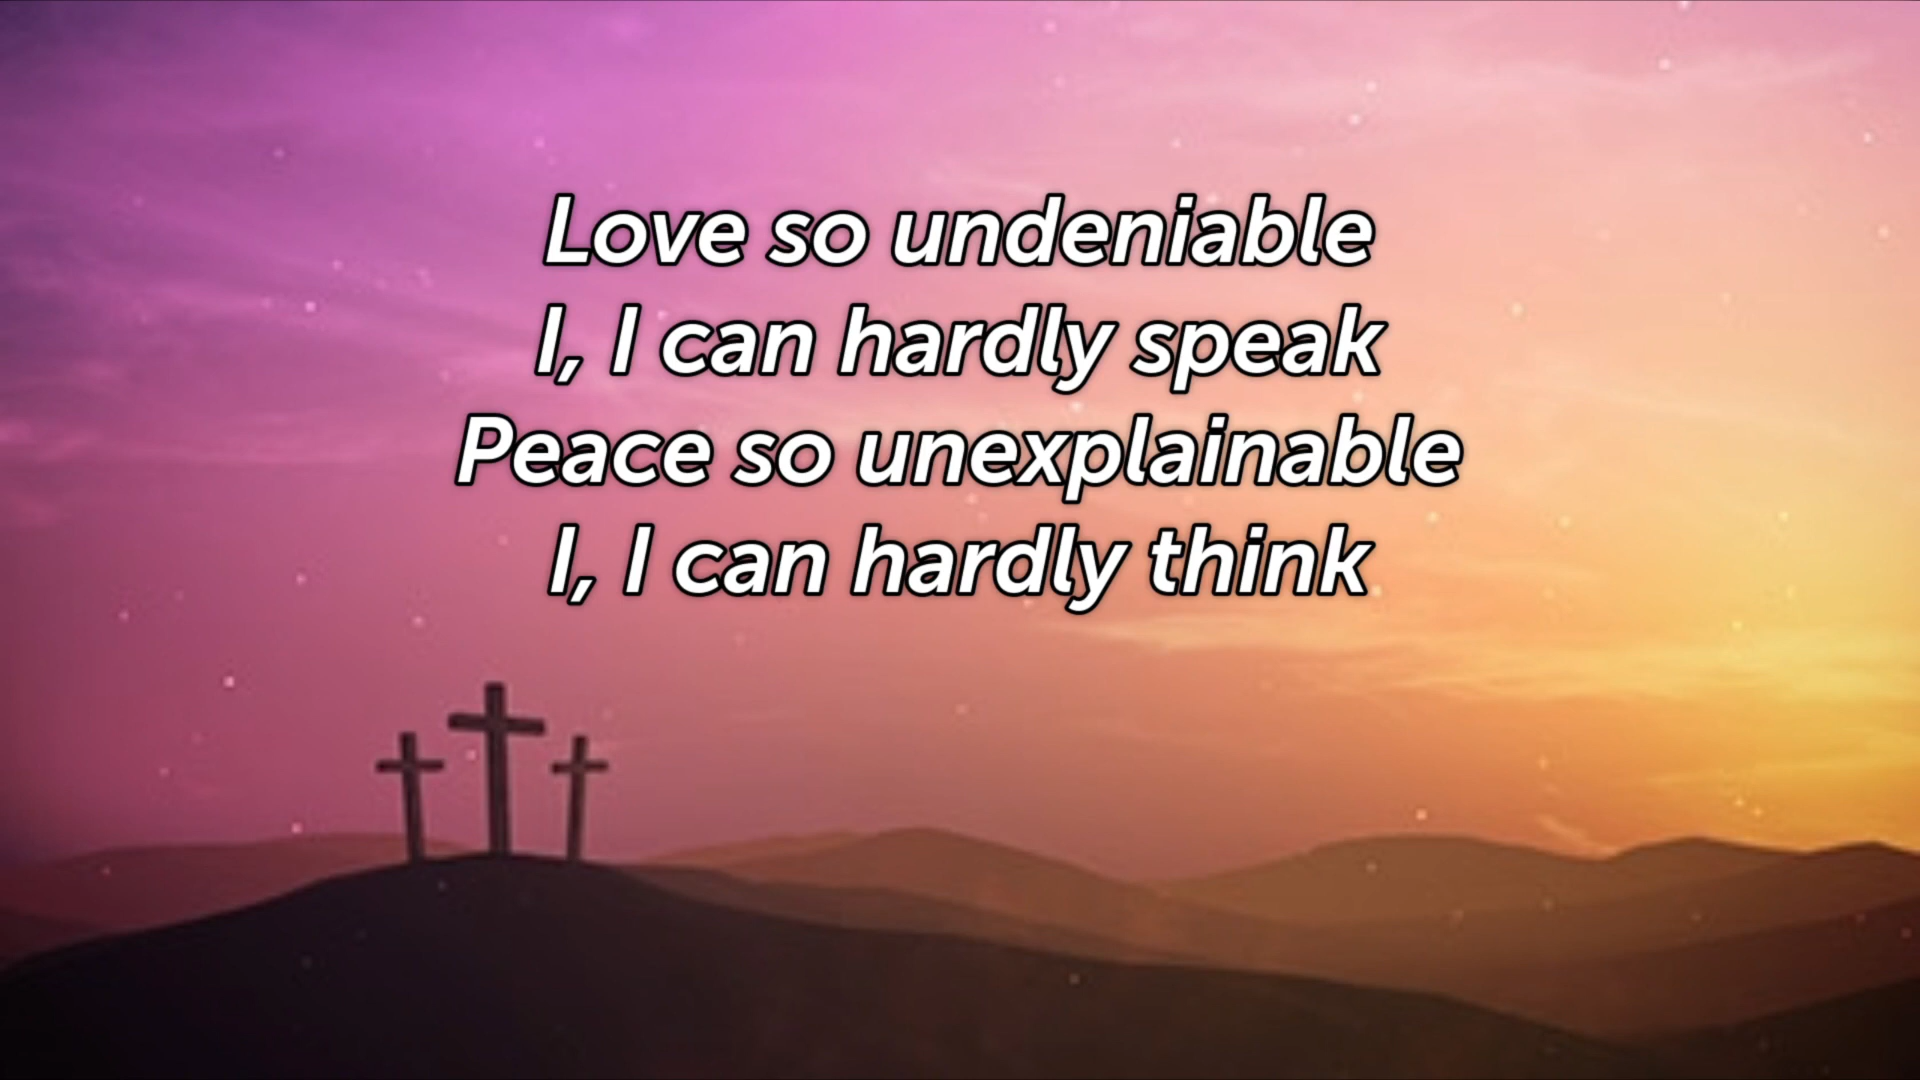 Love so undeniable
I, I can hardly speak
Peace so unexplainable
I, I can hardly think